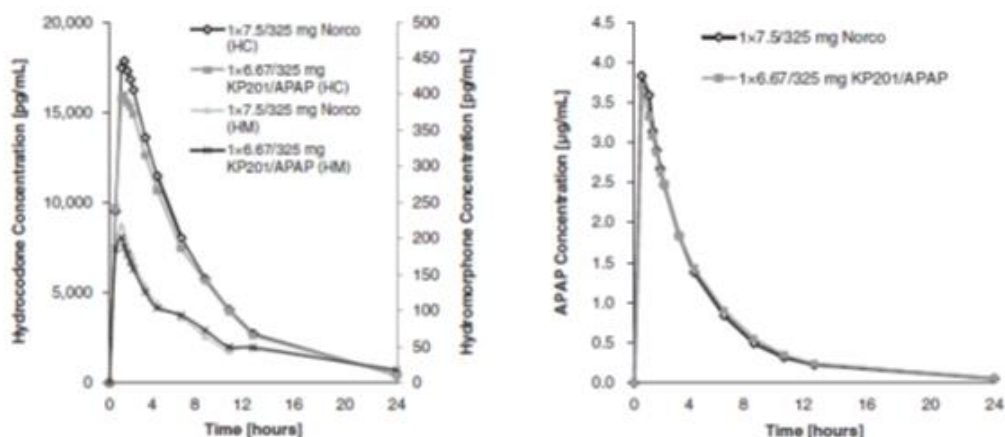 Hydrocodone Concentration [pg/mL]
20,000
15,000
10,000
5,000
0
1×7.5/325 mg Norco
(HC)
1×6.67/325 mg
KP201/APAP (HC)
1×7.5/325 mg Norco
(HM)
1×6.67/325 mg
KP201/APAP (HM)
500
450
400
350
300
250
200
150
100
50
0
Hydromorphone Concentration [pg/mL]
0 4 8 12 16 20 24
Time [hours]
APAP Concentration [µg/mL]
4.5
4.0
3.5
3.0
2.5
2.0
1.5
1.0
0.5
0.0
1×7.5/325 mg Norco
1×6.67/325 mg KP201/APAP
0 4 8 12 16 20 24
Time [hours]